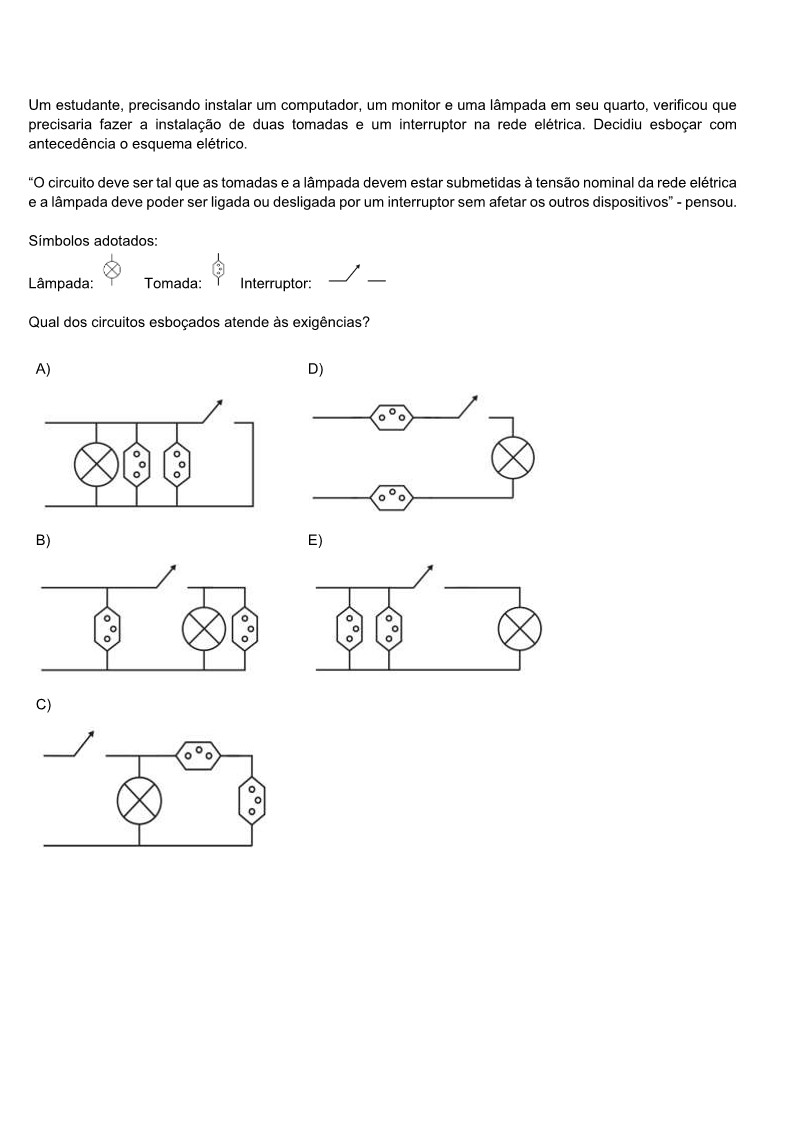 Um estudante, precisando instalar um computador, um monitor e uma lâmpada em seu quarto, verificou que
precisaria fazer a instalação de duas tomadas e um interruptor na rede elétrica. Decidiu esboçar com
antecedência o esquema elétrico.
“O circuito deve ser tal que as tomadas e a lâmpada devem estar submetidas à tensão nominal da rede elétrica
e a lâmpada deve poder ser ligada ou desligada por um interruptor sem afetar os outros dispositivos” - pensou.
Símbolos adotados:
Lâmpada: Tomada: Interruptor:
Qual dos circuitos esboçados atende às exigências?
A)
D)
B)
E)
C)